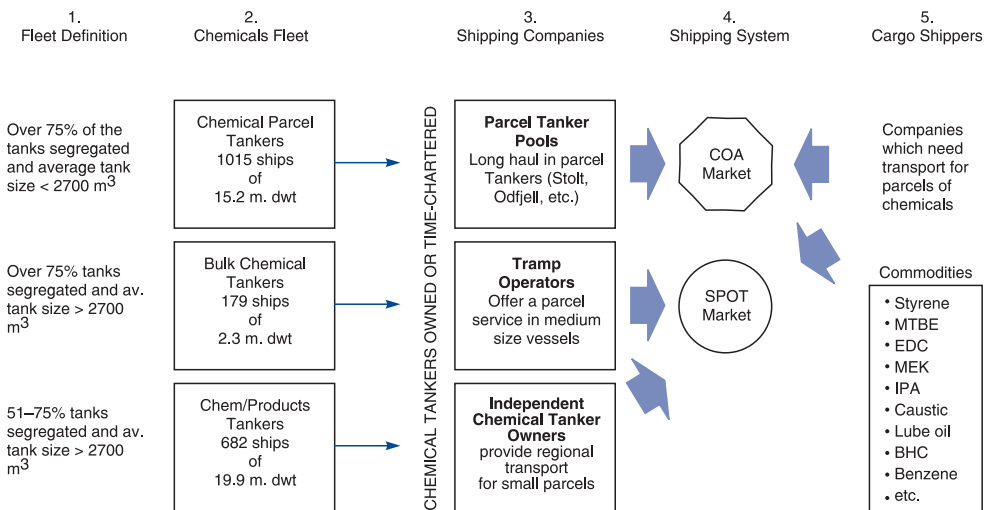 1.
Fleet Definition
2.
Chemicals Fleet
3.
Shipping Companies
4.
Shipping System
5.
Cargo Shippers
Over 75% of the
tanks segregated
and average tank
size < 2700 m³
Chemical Parcel
Tankers
1015 ships
of
15.2 m. dwt
CHEMICAL TANKERS OWNED OR TIME-CHARTERED
Parcel Tanker
Pools
Long haul in parcel
Tankers (Stolt,
Odfjell, etc.)
COA
Market
Companies
which need
transport for
parcels of
chemicals
Over 75% tanks
segregated and av.
tank size > 2700
m³
Bulk Chemical
Tankers
179 ships
of
2.3 m. dwt
Tramp
Operators
Offer a parcel
service in medium
size vessels
SPOT
Market
Commodities
• Styrene
• MTBE
• EDC
• MEK
• IPA
• Caustic
• Lube oil
• BHC
• Benzene
• etc.
51–75% tanks
segregated and av.
tank size > 2700
m³
Chem/Products
Tankers
682 ships
of
19.9 m. dwt
Independent
Chemical Tanker
Owners
provide regional
transport
for small parcels